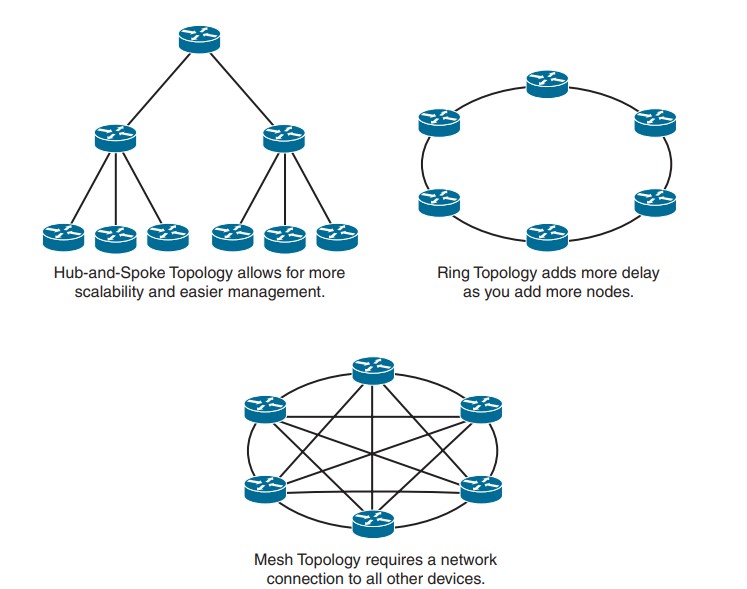 Hub-and-Spoke Topology allows for more
scalability and easier management.
Ring Topology adds more delay
as you add more nodes.
Mesh Topology requires a network
connection to all other devices.